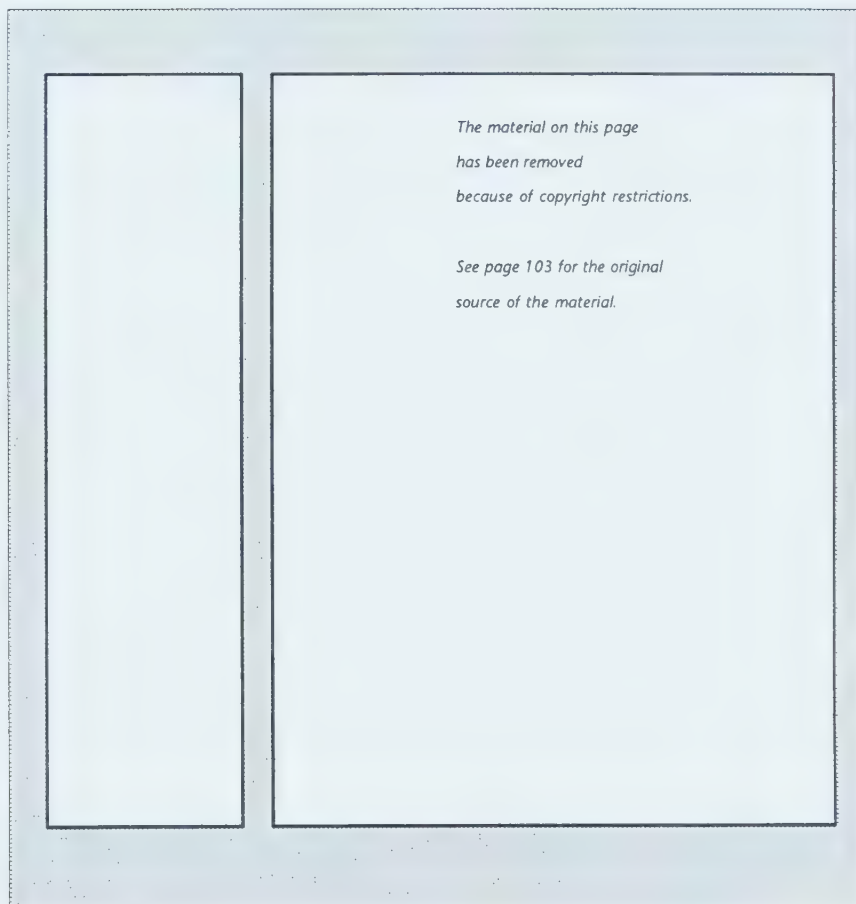 The material on this page
has been removed
because of copyright restrictions.
See page 103 for the original
source of the material.